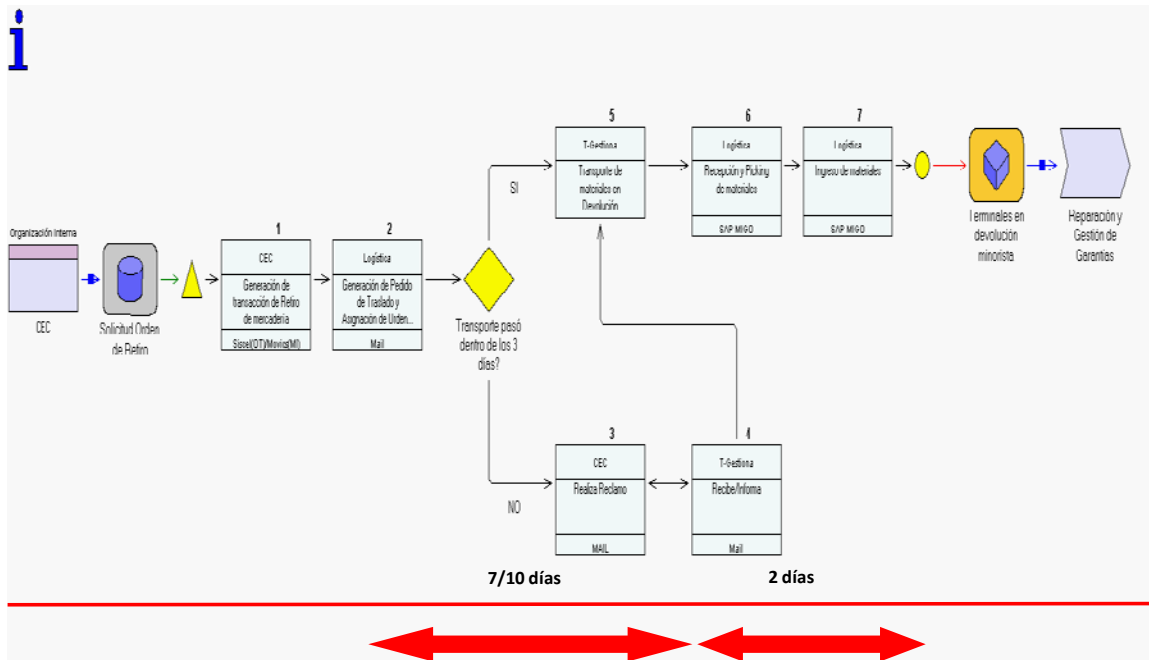 i
5
T-Gestiona
Transporte de
materiales en
Devolución
6
Logística
Recepción y Picking
de materiales
SAP MIGO
7
Logística
Ingreso de materiales
SAP MIGO
SI
Terminales en
devolución
minorista
Reparación y
Gestión de
Garantías
Organización Interna
CEC
Solicitud Orden
de Retiro
1
CEC
Generación de
transacción de Retiro
de mercadería
2
Logística
Generación de Pedido
de Traslado y
Asignación de Orden...
Mail
Transporte pasó
dentro de los 3
días?
NO
3
CEC
Realiza Reclamo
MAIL
4
T-Gestiona
Recibe/Informa
Mail
7/10 días
2 días